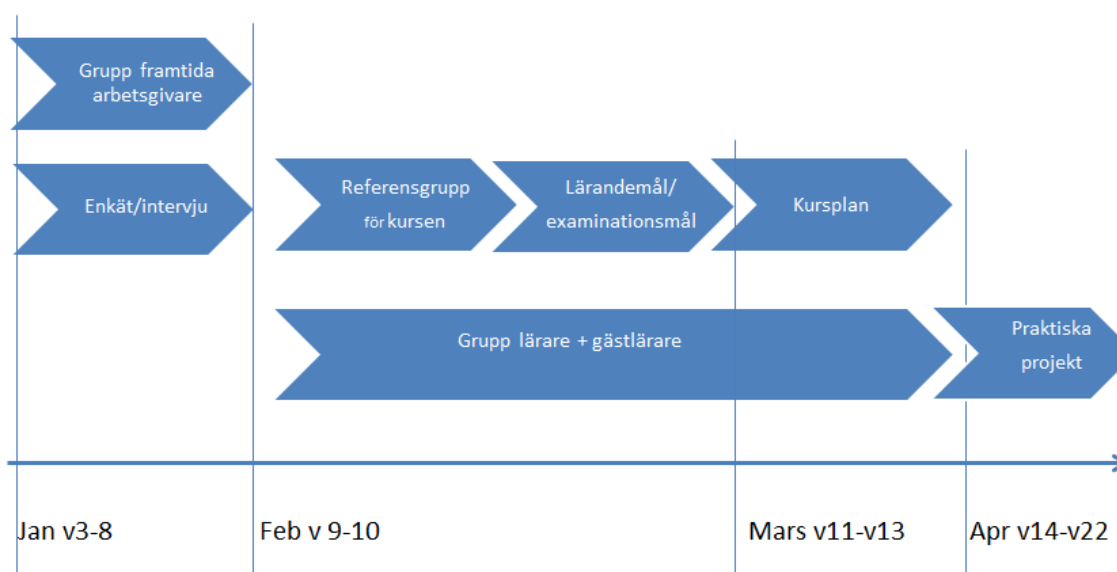 Grupp framtida
arbetsgivare
Enkät/intervju
Referensgrupp
för kursen
Lärandemål/
examinationsmål
Kursplan
Grupp lärare + gästlärare
Praktiska
projekt
Jan v3-8
Feb v 9-10
Mars v11-v13
Apr v14-v22